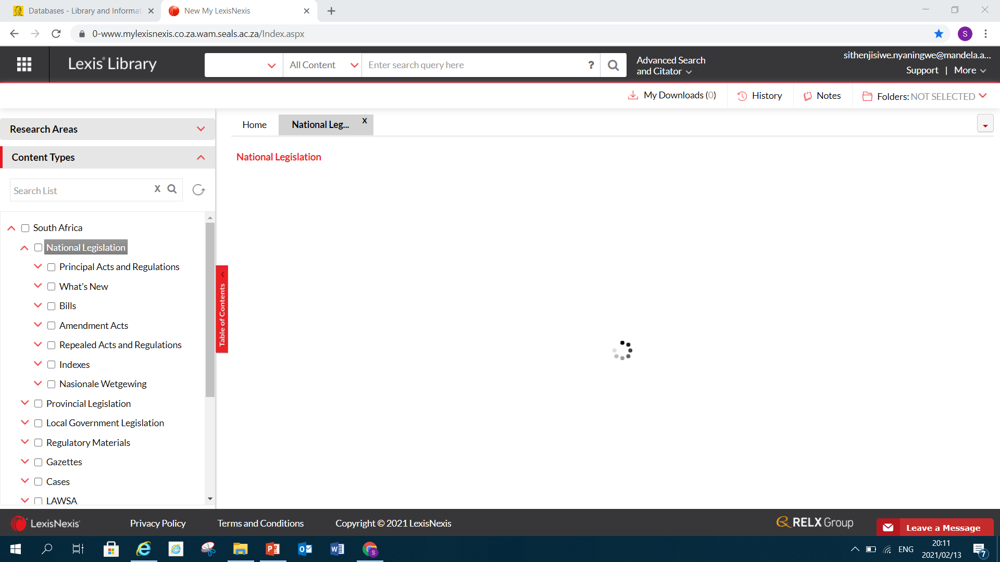 Databases - Library and Informat
New My LexisNexis
0-www.mylexisnexis.co.za.wam.seals.ac.za/Index.aspx
S
Lexis® Library
All Content
Enter search query here
?
Advanced Search
and Citator
sithenjisiwe.nyaningwe@mandela.a...
Support | More
My Downloads (0)
History
Notes
Folders: NOT SELECTED
Research Areas
Content Types
Search List
X
Home
National Leg...
X
National Legislation
South Africa
National Legislation
Principal Acts and Regulations
What's New
Bills
Amendment Acts
Repealed Acts and Regulations
Indexes
Nasionale Wetgewing
Provincial Legislation
Local Government Legislation
Regulatory Materials
Gazettes
Cases
LAWSA
Table of Contents
LexisNexis®
Privacy Policy
Terms and Conditions
Copyright © 2021 LexisNexis
RELX Group
Leave a Message
ENG
20:11
2021/02/13
7